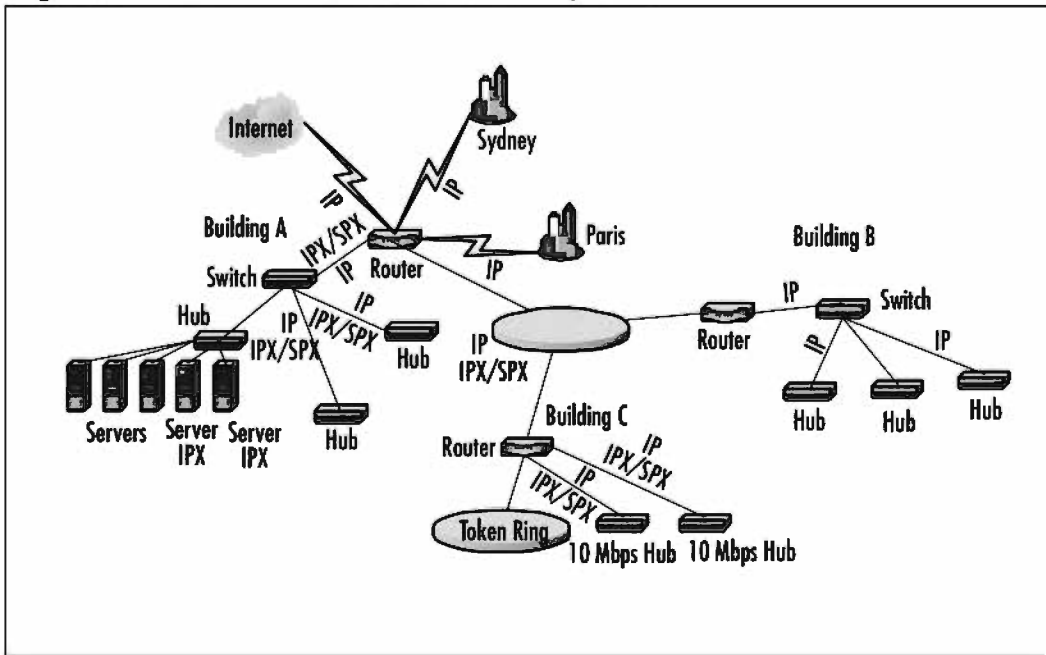 Internet
Sydney
IP
IP
Building A
IPX/SPX
IP
Router
Paris
IP
Building B
Switch
IP
Switch
Router
Hub
IP
IPX/SPX
IP
IPX/SPX
Hub
IP
IPX/SPX
IP
IP
Hub
Hub
Hub
Servers
Server
IPX
Server
IPX
Hub
Building C
Router
IP
IPX/SPX
IP
IPX/SPX
Token Ring
10 Mbps Hub
10 Mbps Hub